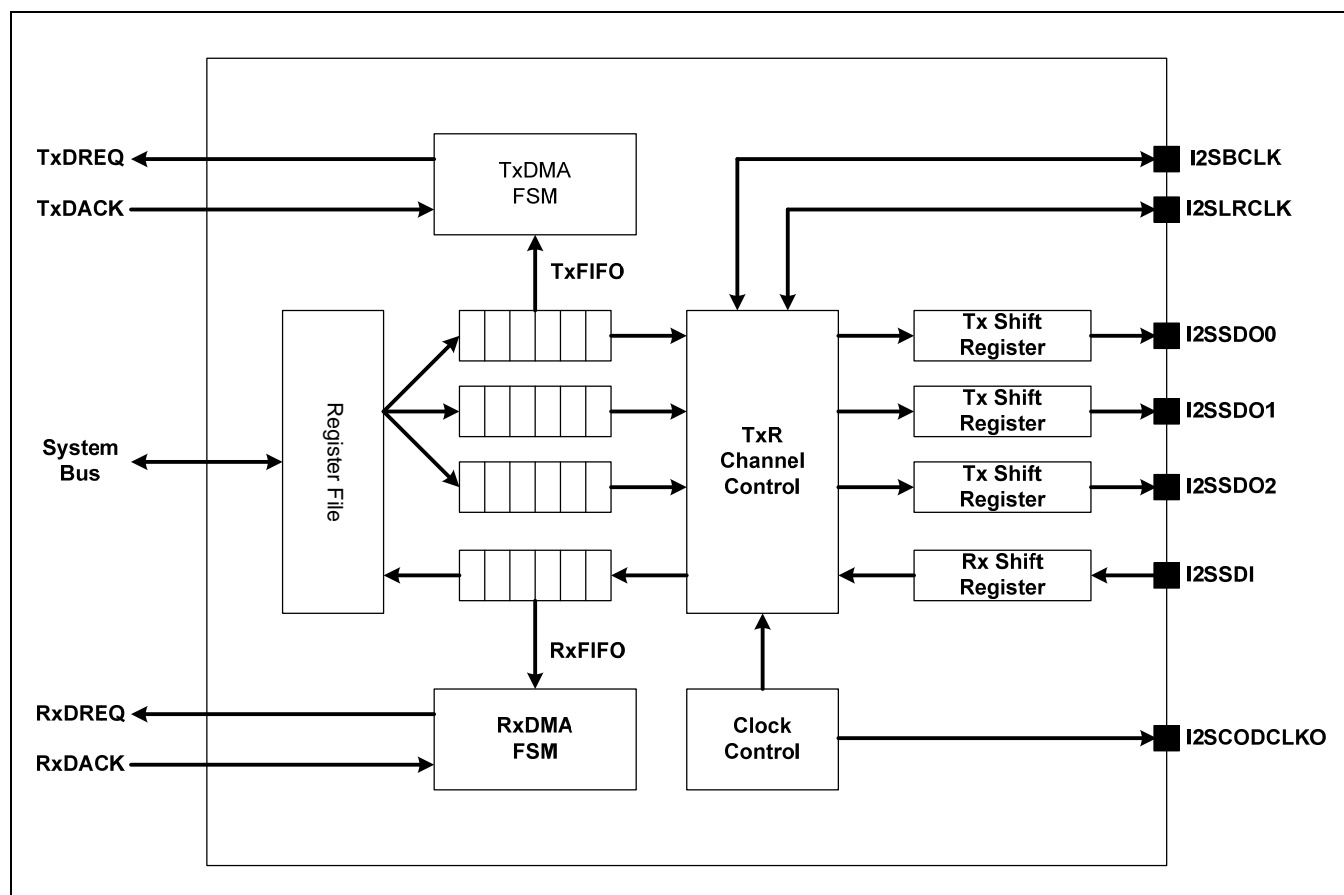 TxDREQ
TxDACK
TxDMA
FSM
I2SBCLK
I2SLRCLK
TxFIFO
System
Bus
Register File
TxR
Channel
Control
Tx Shift
Register
I2SSDO0
Tx Shift
Register
I2SSDO1
Tx Shift
Register
I2SSDO2
Rx Shift
Register
I2SSDI
RxFIFO
RxDREQ
RxDACK
RxDMA
FSM
Clock
Control
I2SCODCLKO